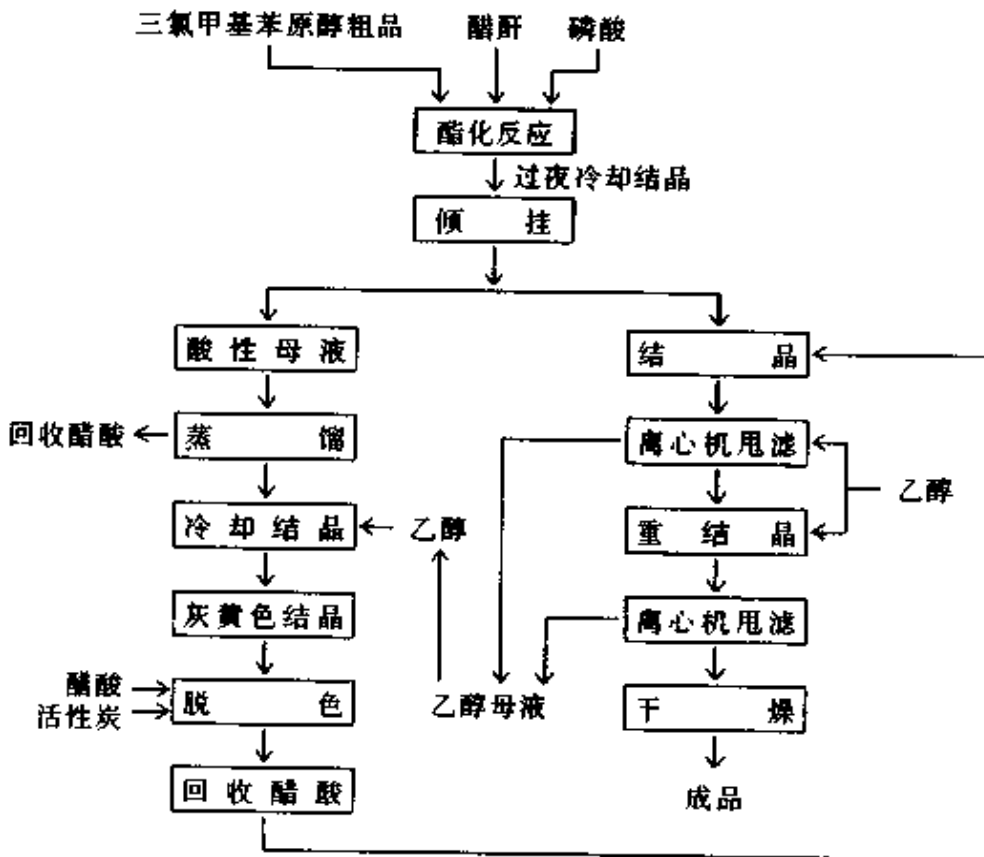 三氯甲基苯原醇粗品 醋酐 磷酸
酯化反应
过夜冷却结晶
倾 挂
酸性母液 结 晶
回收醋酸 蒸 馏 离心机甩滤
乙醇
冷却结晶 乙醇 重 结 晶
灰黄色结晶 离心机甩滤
醋酸
活性炭 脱 色 乙醇母液 干 燥
回收醋酸 成品